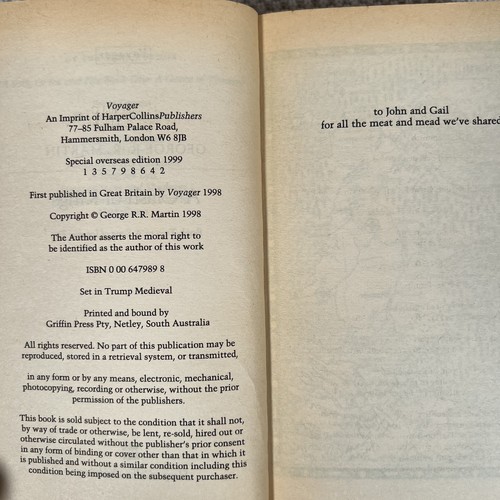 Voyager
An Imprint of HarperCollinsPublishers
77–85 Fulham Palace Road,
Hammersmith, London W6 8JB
Special overseas edition 1999
1 3 5 7 9 8 6 4 2
First published in Great Britain by Voyager 1998
Copyright © George R.R. Martin 1998
The Author asserts the moral right to
be identified as the author of this work
ISBN 0 00 647989 8
Set in Trump Medieval
Printed and bound by
Griffin Press Pty, Netley, South Australia
All rights reserved. No part of this publication may be
reproduced, stored in a retrieval system, or transmitted,
in any form or by any means, electronic, mechanical,
photocopying, recording or otherwise, without the prior
permission of the publishers.
This book is sold subject to the condition that it shall not,
by way of trade or otherwise, be lent, re-sold, hired out or
otherwise circulated without the publisher's prior consent
in any form of binding or cover other than that in which it
is published and without a similar condition including this
condition being imposed on the subsequent purchaser.
to John and Gail
for all the meat and mead we've shared